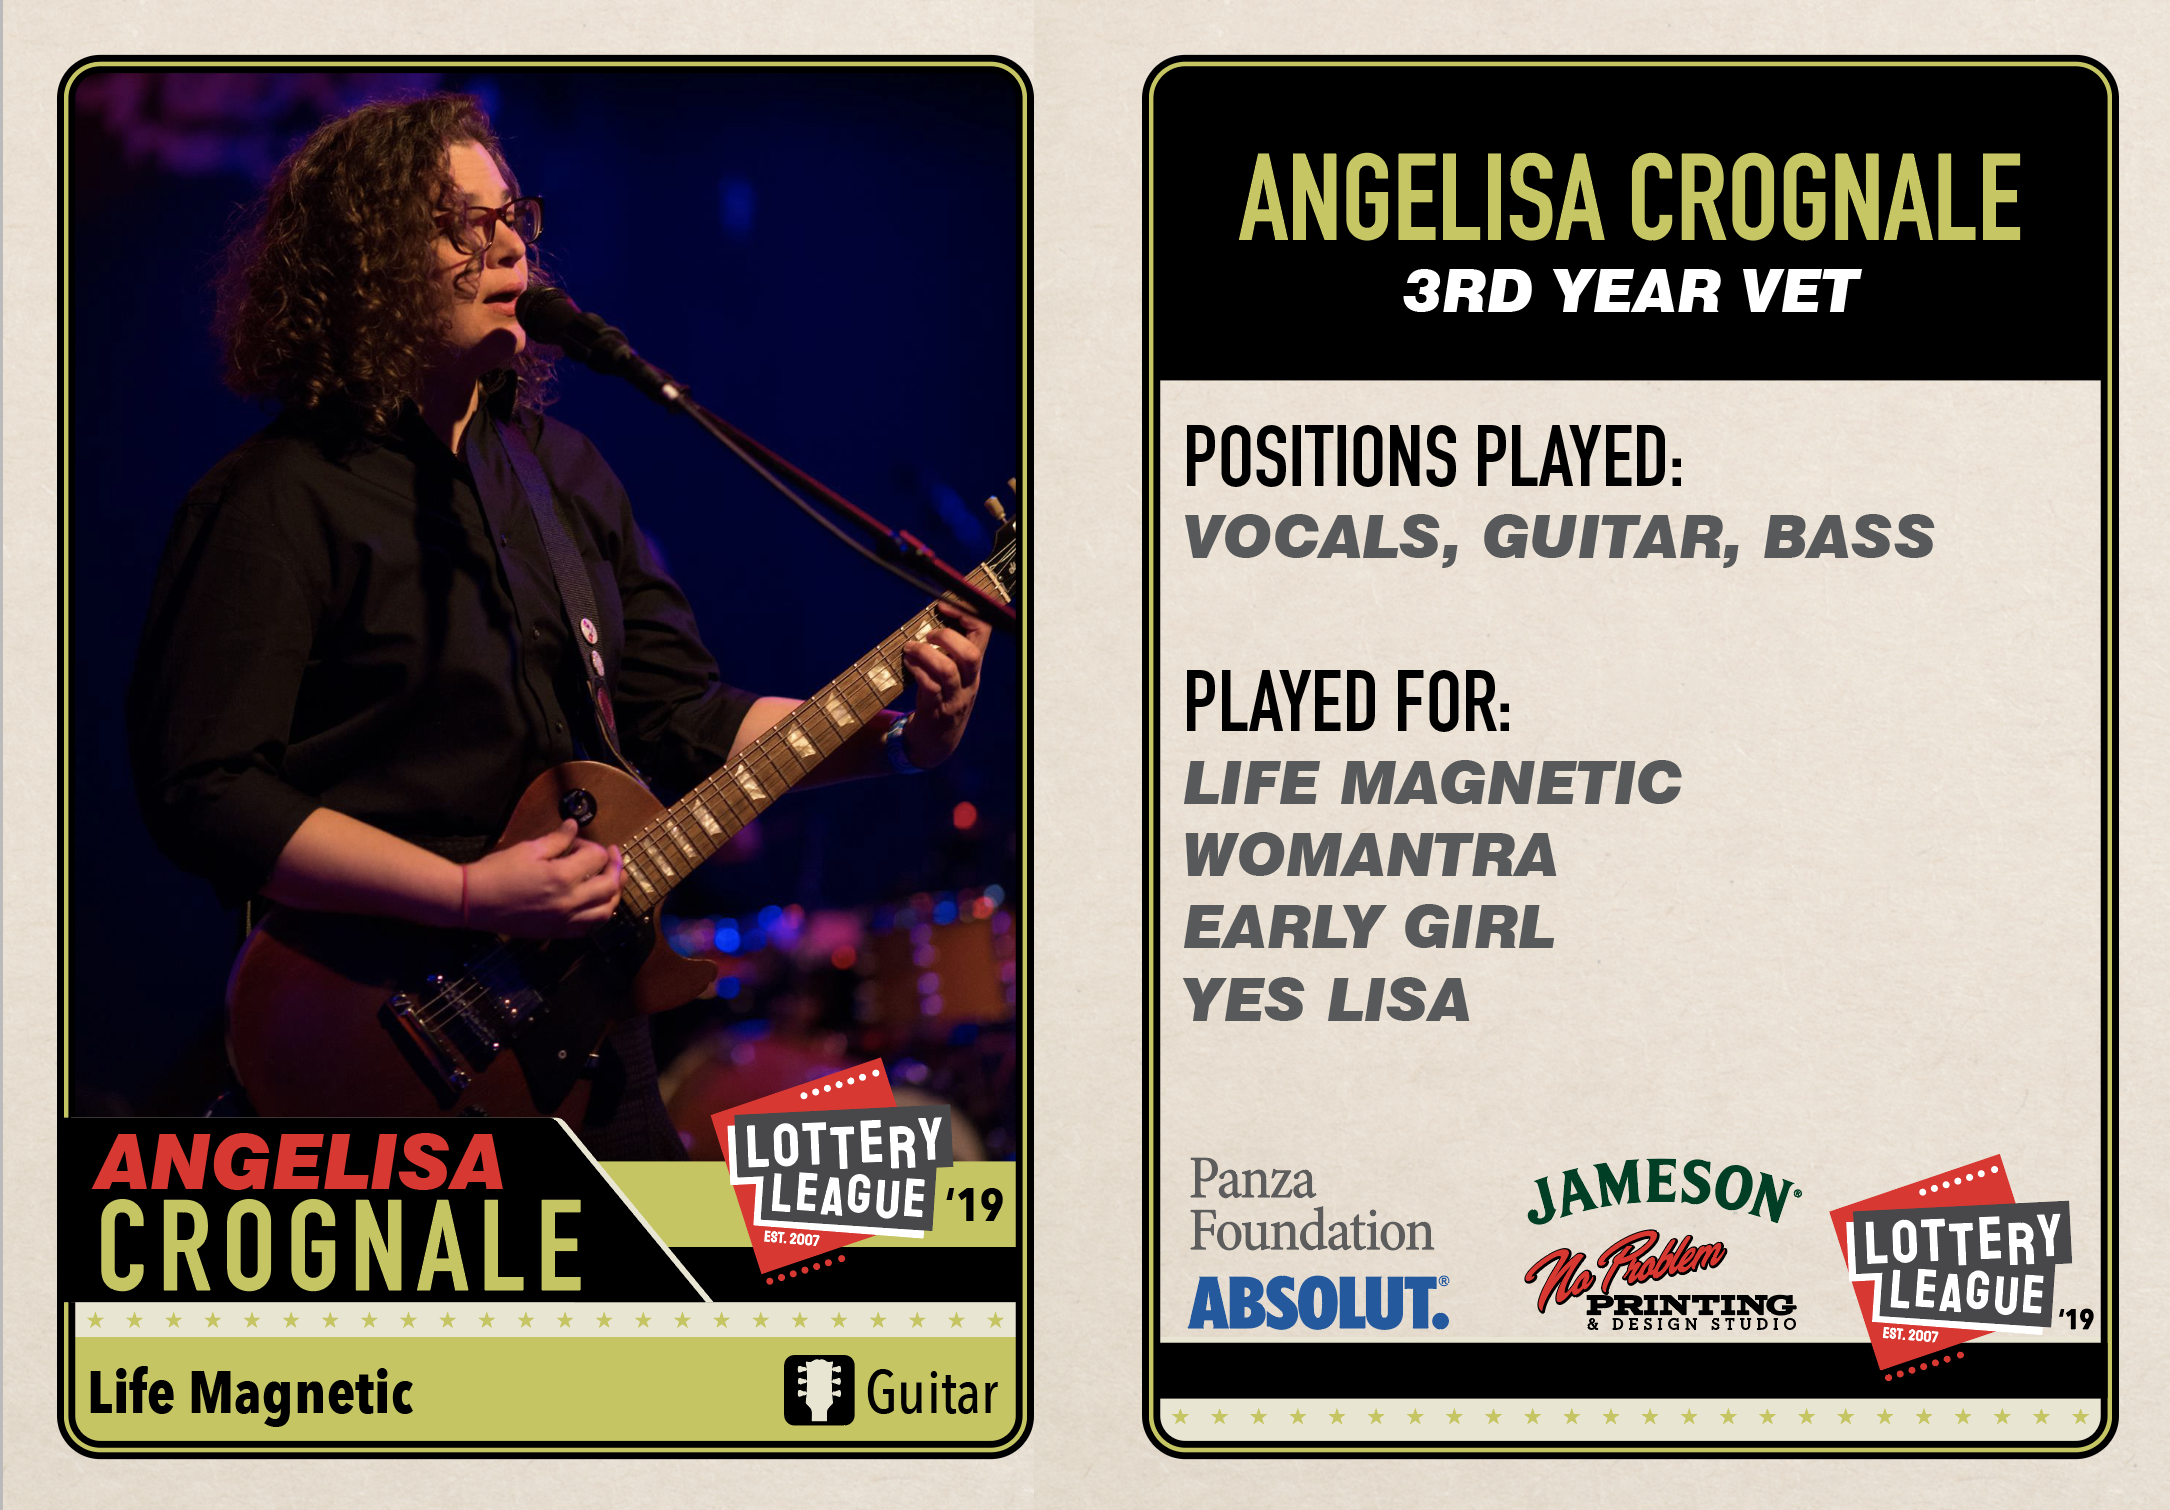 ANGELISA
CROGNALE
LOTTERY
LEAGUE
EST. 2007
'19
Life Magnetic
Guitar
ANGELISA CROGNALE
3RD YEAR VET
POSITIONS PLAYED:
VOCALS, GUITAR, BASS
PLAYED FOR:
LIFE MAGNETIC
WOMANTRA
EARLY GIRL
YES LISA
Panza
Foundation
ABSOLUT.®
JAMESON®
No Problem
PRINTING
& DESIGN STUDIO
LOTTERY
LEAGUE
EST. 2007
'19